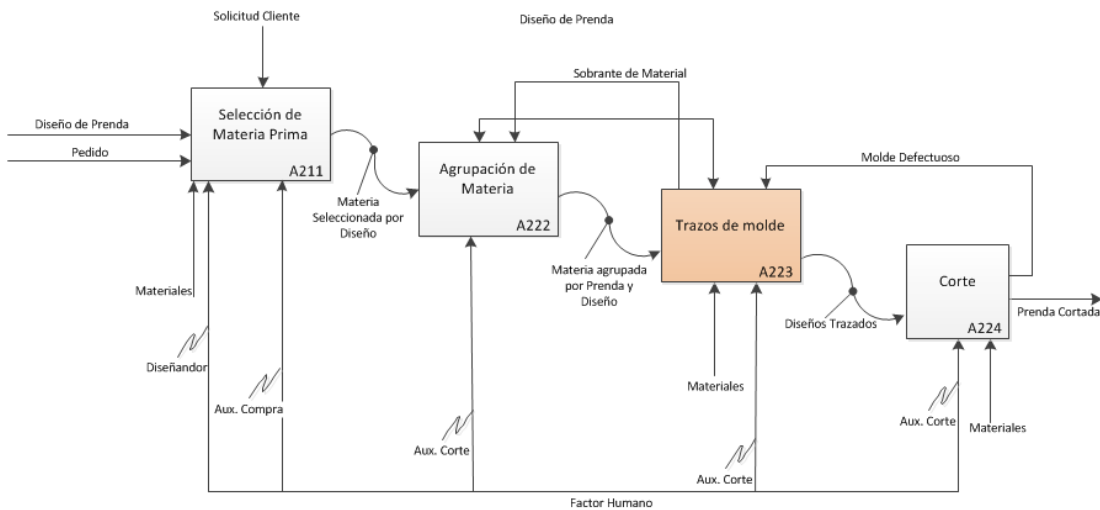 Solicitud Cliente
Diseño de Prenda
Sobrante de Material
Selección de
Materia Prima
A211
Diseño de Prenda
Pedido
Molde Defectuoso
Agrupación de
Materia
A222
Materia
Seleccionada por
Diseño
Trazos de molde
A223
Materia agrupada
por Prenda y
Diseño
Corte
A224
Materiales
Prenda Cortada
Diseños Trazados
Diseñandor
Materiales
Aux. Compra
Aux. Corte
Materiales
Aux. Corte
Aux. Corte
Factor Humano